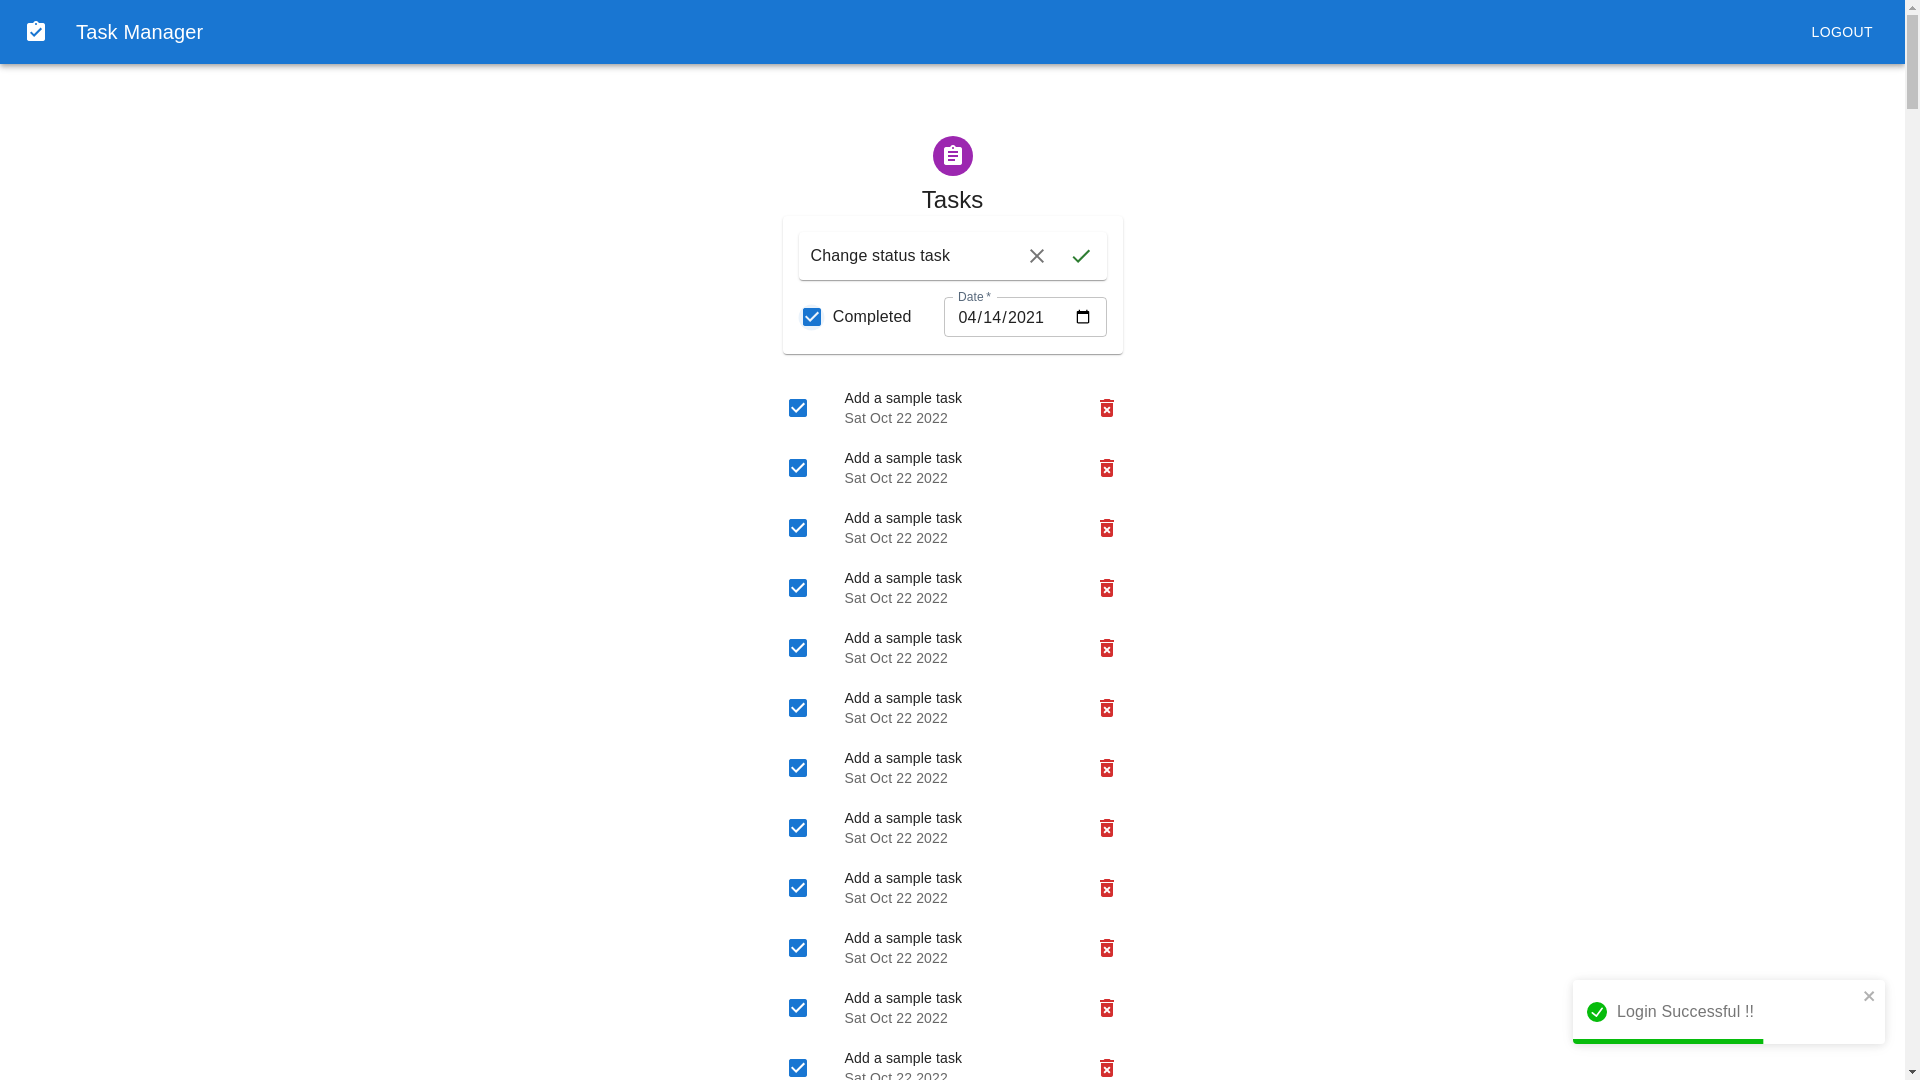 Task Manager
LOGOUT
Tasks
Change status task
Date *
Completed
04/14/2021
Add a sample task
Sat Oct 22 2022
Add a sample task
Sat Oct 22 2022
Add a sample task
Sat Oct 22 2022
Add a sample task
Sat Oct 22 2022
Add a sample task
Sat Oct 22 2022
Add a sample task
Sat Oct 22 2022
Add a sample task
Sat Oct 22 2022
Add a sample task
Sat Oct 22 2022
Add a sample task
Sat Oct 22 2022
Add a sample task
Sat Oct 22 2022
Add a sample task
Sat Oct 22 2022
Login Successful !!
Add a sample task
Sat Oct 22 2022